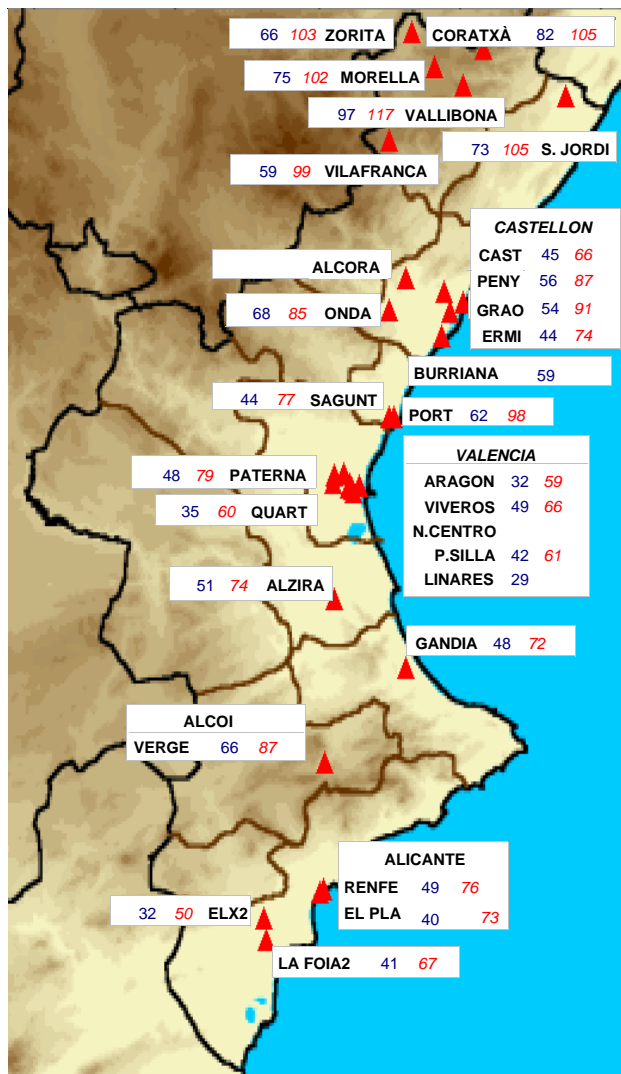 66 103 ZORITA
CORATXÀ 82 105
75 102 MORELLA
97 117 VALLIBONA
73 105 S. JORDI
59 99 VILAFRANCA
CASTELLON
CAST 45 66
PENY 56 87
GRAO 54 91
ERMI 44 74
ALCORA
68 85 ONDA
BURRIANA 59
44 77 SAGUNT
PORT 62 98
VALENCIA
ARAGON 32 59
VIVEROS 49 66
N.CENTRO
P.SILLA 42 61
LINARES 29
48 79 PATERNA
35 60 QUART
51 74 ALZIRA
GANDIA 48 72
ALCOI
VERGE 66 87
ALICANTE
RENFE 49 76
EL PLA 40 73
32 50 ELX2
LA FOIA2 41 67